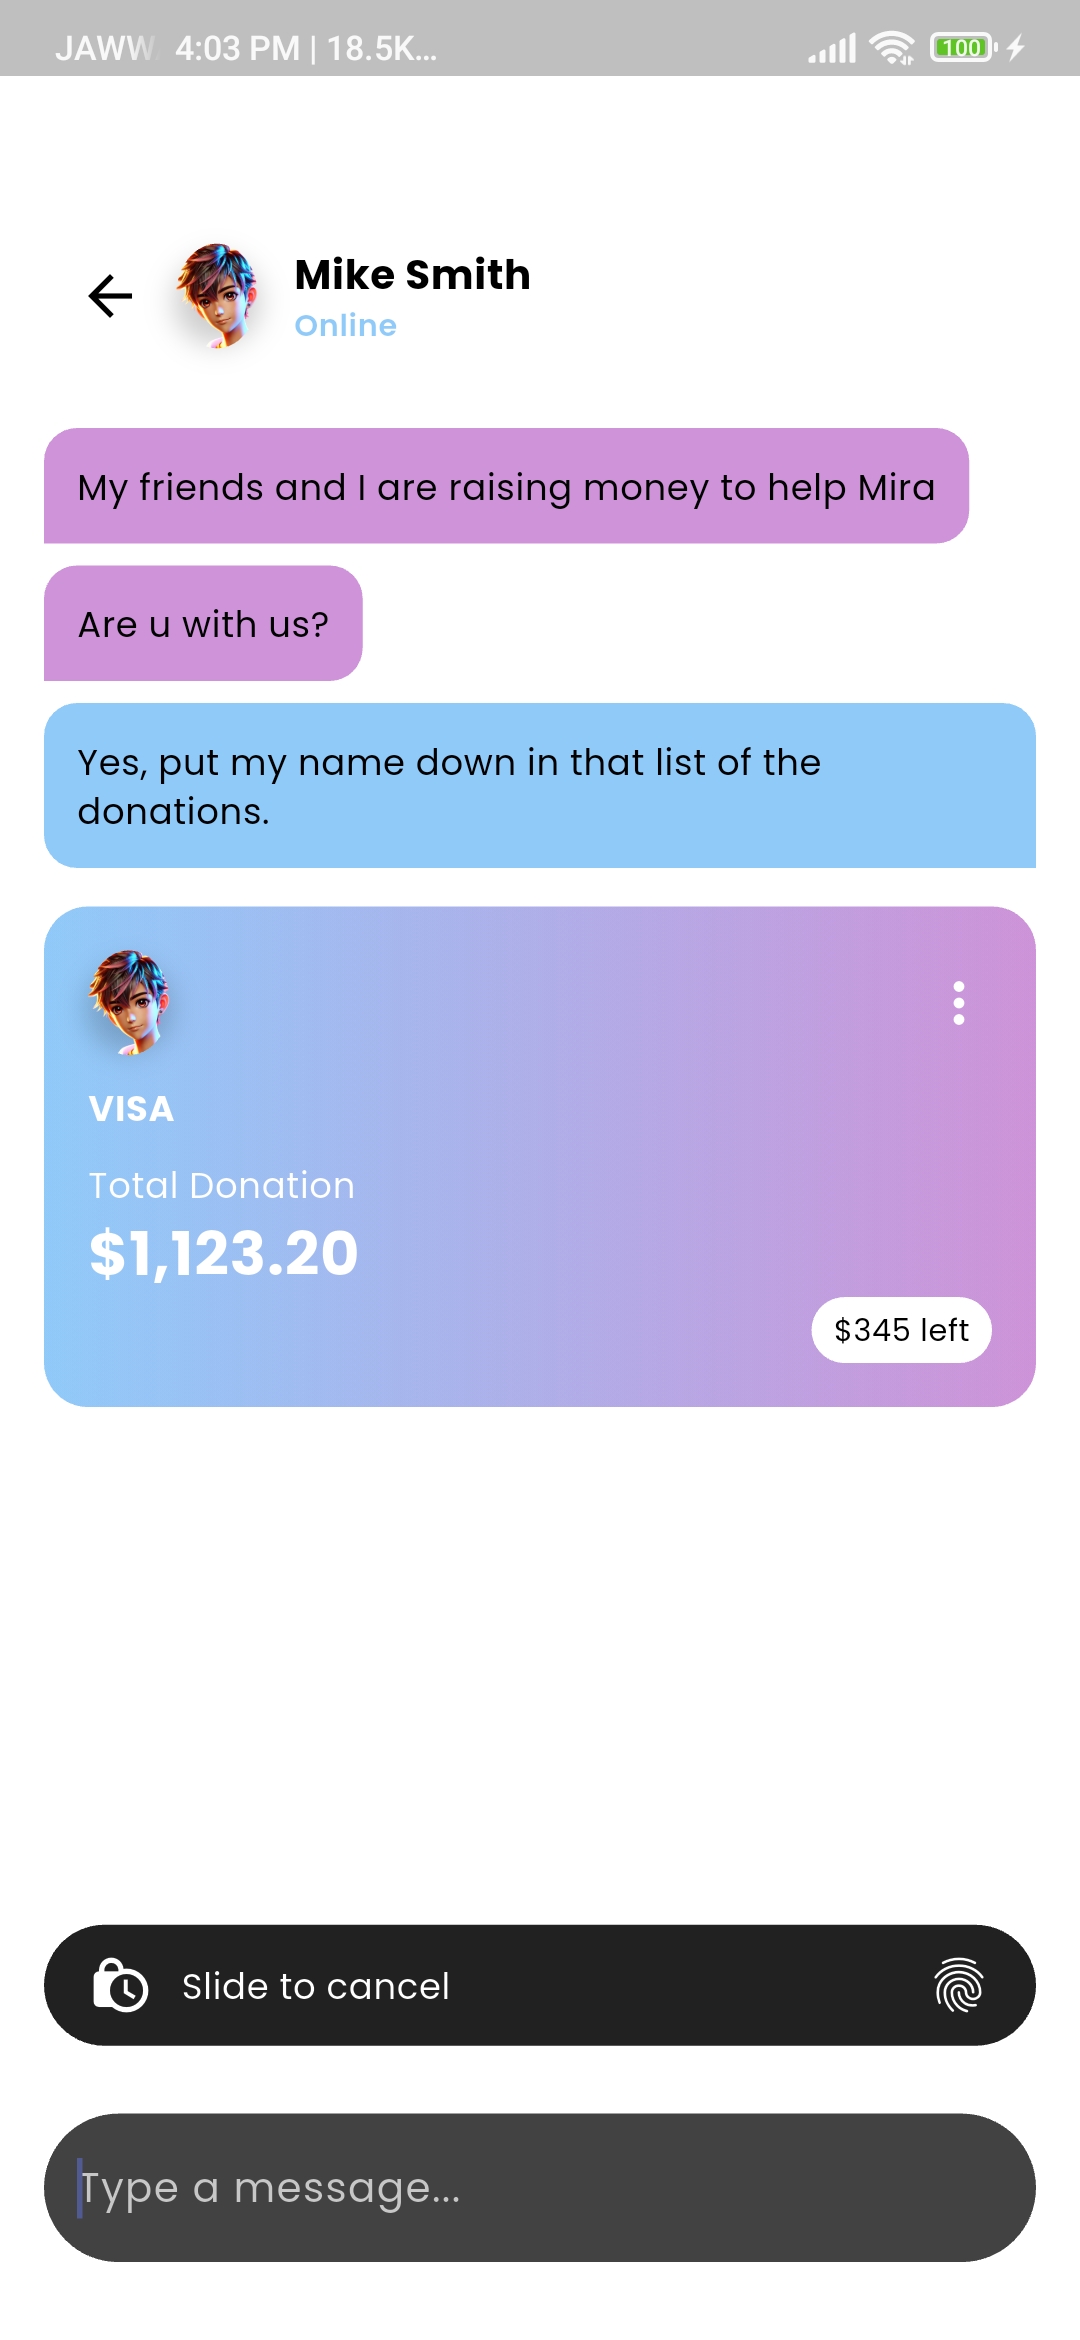 JAWW 4:03 PM | 18.5K...
100
Mike Smith
Online
My friends and I are raising money to help Mira
Are u with us?
Yes, put my name down in that list of the
donations.
VISA
Total Donation
$1,123.20
$345 left
Slide to cancel
Type a message...